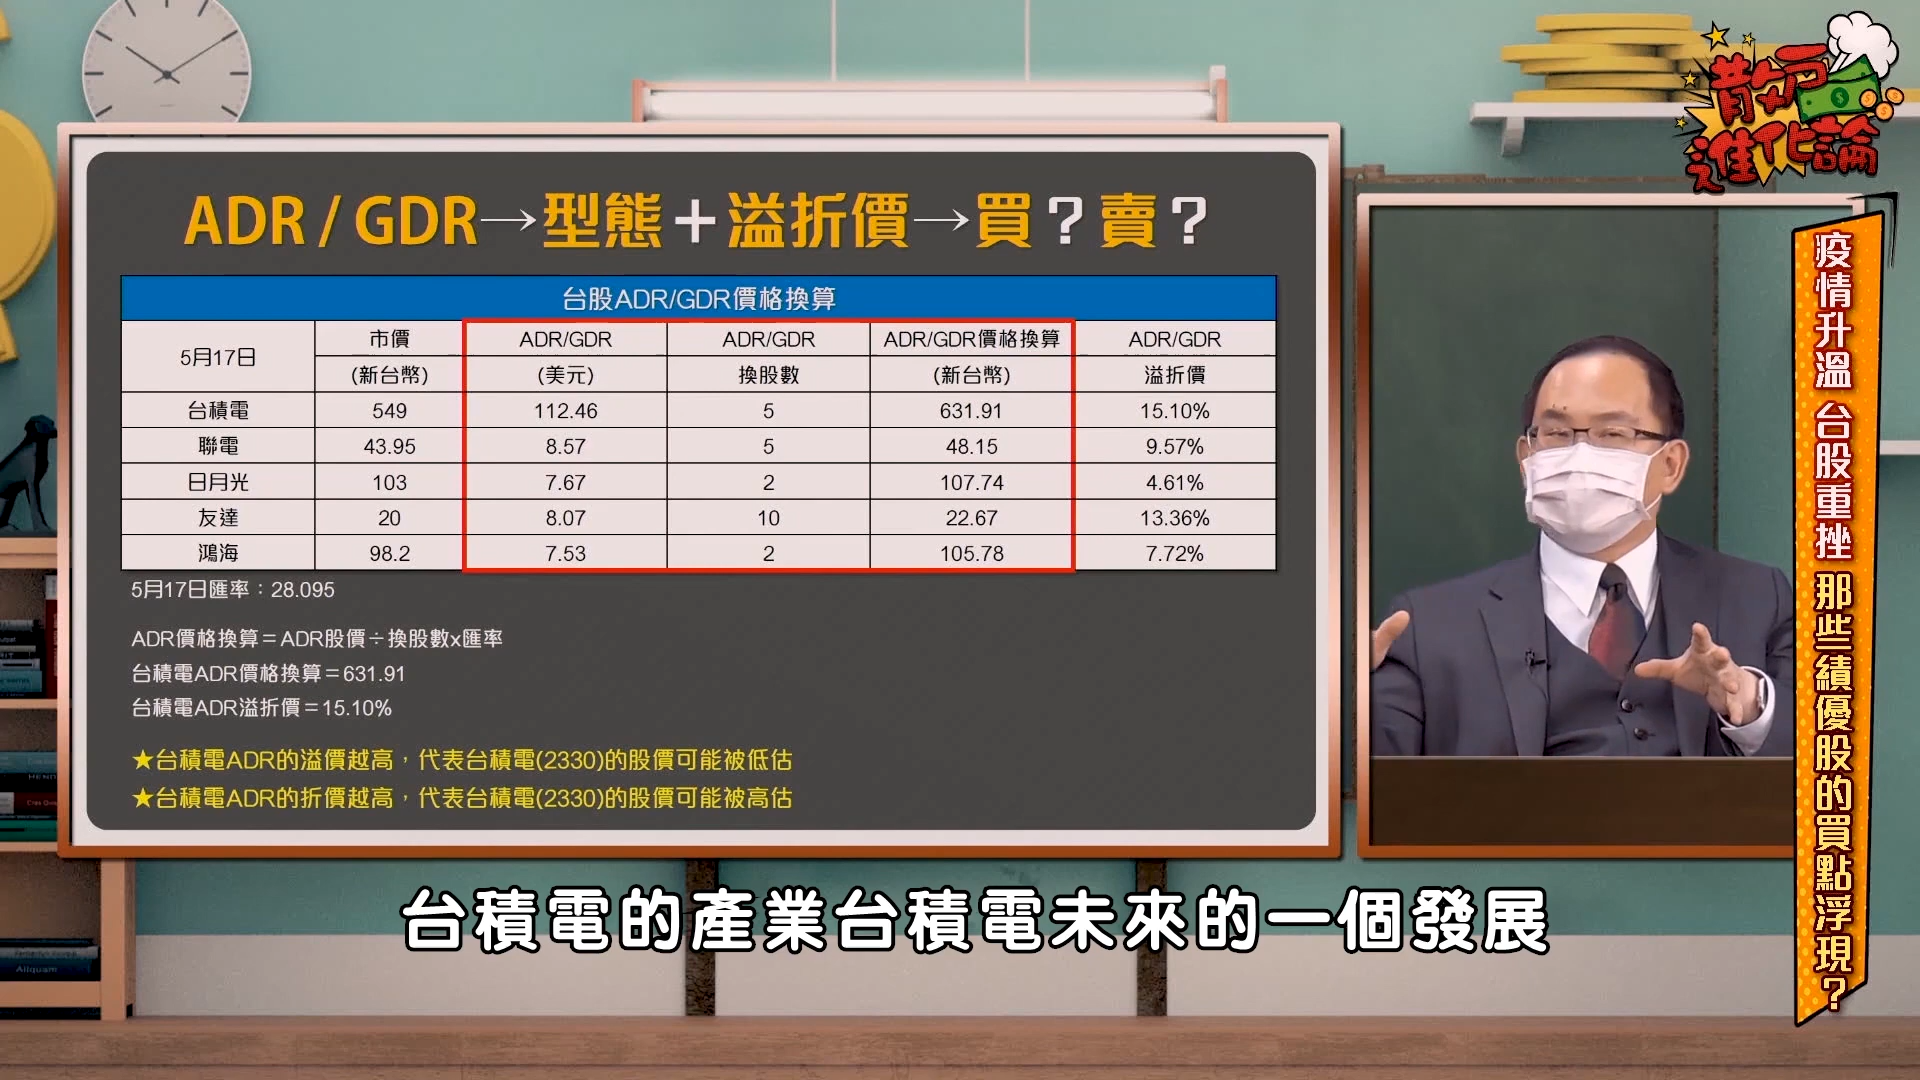 散戶進化論
ADR / GDR→型態＋溢折價→買？賣？
台股ADR/GDR價格換算
5月17日 市價 (新台幣) ADR/GDR (美元) ADR/GDR 換股數 ADR/GDR價格換算 (新台幣) ADR/GDR 溢折價
台積電 549 112.46 5 631.91 15.10%
聯電 43.95 8.57 5 48.15 9.57%
日月光 103 7.67 2 107.74 4.61%
友達 20 8.07 10 22.67 13.36%
鴻海 98.2 7.53 2 105.78 7.72%
5月17日匯率：28.095
ADR價格換算＝ADR股價÷換股數x匯率
台積電ADR價格換算＝631.91
台積電ADR溢折價＝15.10%
★台積電ADR的溢價越高，代表台積電(2330)的股價可能被低估
★台積電ADR的折價越高，代表台積電(2330)的股價可能被高估
疫情升溫 台股重挫 那些績優股的買點浮現？
台積電的產業台積電未來的一個發展
Aliquam